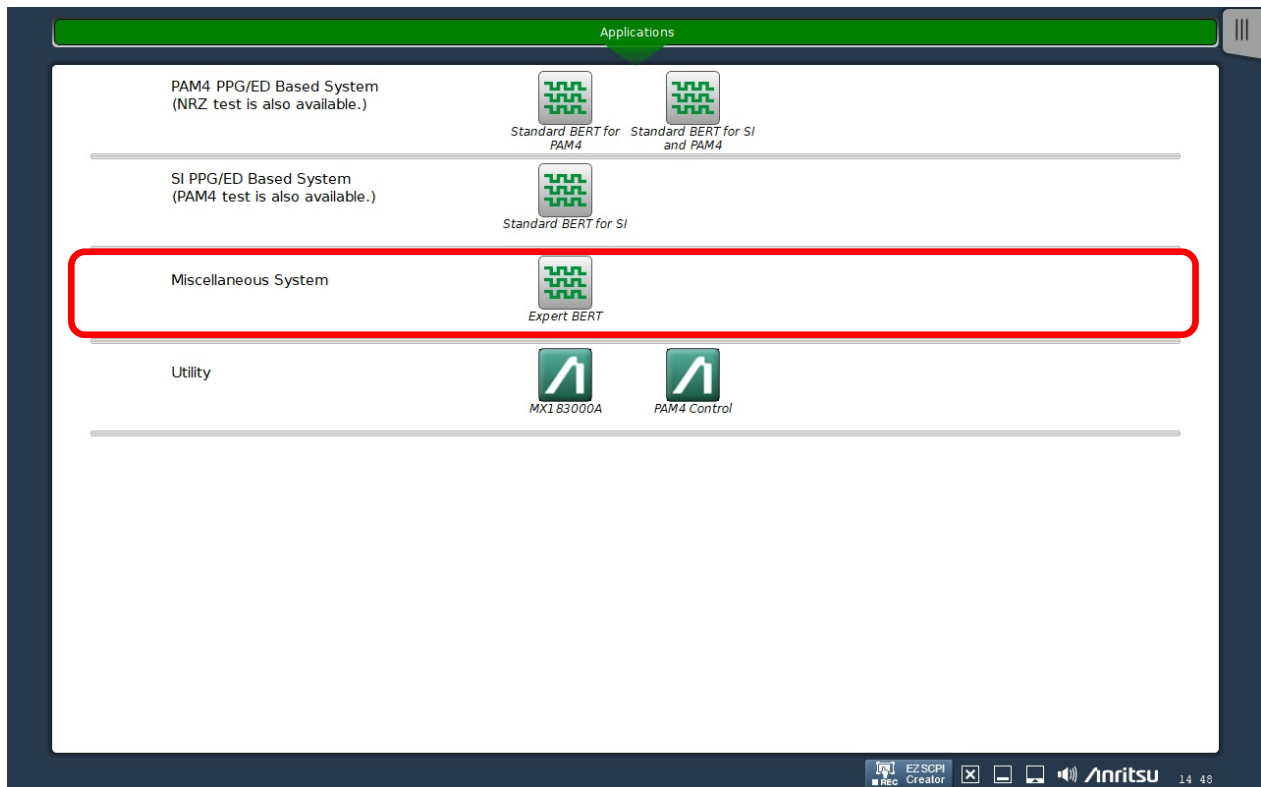 Applications
PAM4 PPG/ED Based System
(NRZ test is also available.)
Standard BERT for
PAM4
Standard BERT for SI
and PAM4
SI PPG/ED Based System
(PAM4 test is also available.)
Standard BERT for SI
Miscellaneous System
Expert BERT
Utility
MX183000A
PAM4 Control
REC
EZ SCPI
Creator
Anritsu
14 48